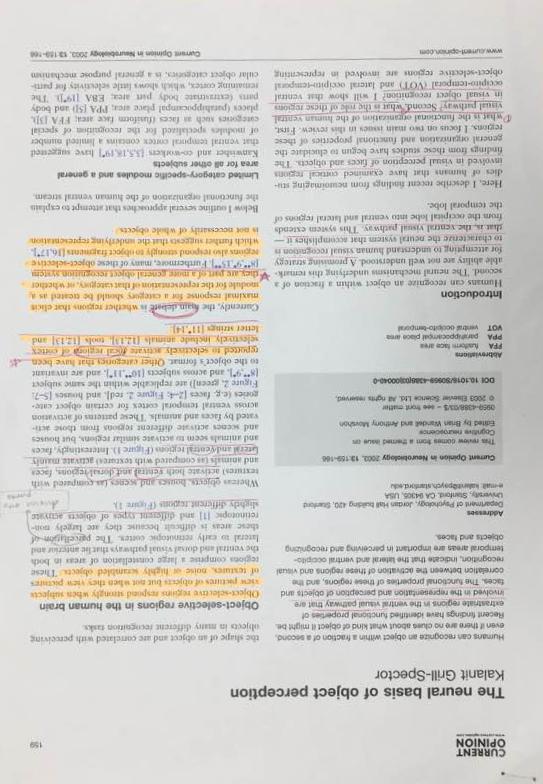 159
CURRENT
OPINION
The neural basis of object perception
Kalanit Grill-Spector
Humans can recognize an object within a fraction of a second,
even if there are no clues about what kind of object it might be.
Recent findings have identified functional properties of
extrastriate regions in the ventral visual pathway that are
involved in the representation and perception of objects and
faces. The functional properties of these regions, and the
correlation between the activation of these regions and visual
recognition, indicate that the lateral and ventral occipito-
temporal areas are important in perceiving and recognizing
objects and faces.
Addresses
Department of Psychology, Jordan Hall building 420, Stanford
University, Stanford, CA 94305, USA
e-mail: kalanit@psych.stanford.edu
Current Opinion in Neurobiology 2003, 13:159-166
This review comes from a themed issue on
Cognitive neuroscience
Edited by Brian Wandell and Anthony Movshon
0959-4388/03/$ – see front matter
© 2003 Elsevier Science Ltd. All rights reserved.
DOI 10.1016/S0959-4388(03)00040-0
Abbreviations
FFA fusiform face area
PPA parahippocampal place area
VOT ventral occipito-temporal
Introduction
Humans can recognize an object within a fraction of a
second. The neural mechanisms underlying this remark-
able ability are not well understood. A promising strategy
for attempting to understand human visual recognition is
to characterize the neural system that accomplishes it —
that is, the ventral visual pathway. This system extends
from the occipital lobe into ventral and lateral regions of
the temporal lobe.
Here, I describe recent findings from neuroimaging stu-
dies of humans that have examined cortical regions
involved in visual perception of faces and objects. The
findings from these studies have begun to elucidate the
general organization and functional properties of these
regions. I focus on two main issues in this review. First,
what is the functional organization of the human ventral
visual pathway? Second, what is the role of these regions
in visual object recognition? I will show that ventral
occipito-temporal (VOT) and lateral occipito-temporal
object-selective regions are involved in representing
the shape of an object and are correlated with perceiving
objects in many different recognition tasks.
Object-selective regions in the human brain
Object-selective regions respond strongly when subjects
view pictures of objects but not when they view pictures
of textures, noise or highly scrambled objects. These
regions comprise a large constellation of areas in both
the ventral and dorsal visual pathways that lie anterior and
lateral to early retinotopic cortex. The parcellation of
these areas is difficult because they are largely non-
retinotopic [1] and different types of objects activate
slightly different regions (Figure 1).
Whereas objects, houses and scenes (as compared with
textures) activate both ventral and dorsal regions, faces
and animals (as compared with textures) activate mainly
lateral and ventral regions (Figure 1). Interestingly, faces
and animals seem to activate similar regions, but houses
and scenes activate different regions from those acti-
vated by faces and animals. These patterns of activation
across ventral temporal cortex for certain object cate-
gories (e.g. faces [2–4; Figure 2, red], and houses [5–7;
Figure 2, green]) are replicable within the same subject
[8••,9•], and across subjects [10••,11•], and are invariant
to the object's format. Other categories that have been
reported to selectively activate focal regions of cortex
selectively include animals [12,13], tools [12,13] and
letter strings [11•,14].
Currently, the main debate is whether regions that elicit
maximal response for a category should be treated as a
module for the representation of that category, or whether
they are part of a more general object recognition system
[8••,9•,15••]. Furthermore, many of these object-selective
regions also respond strongly to object fragments [16,17•],
which further suggests that the underlying representation
is not necessarily of whole objects.
Below I outline several approaches that attempt to explain
the functional organization of the human ventral stream.
Limited category-specific modules and a general
area for all other objects
Kanwisher and co-workers [3,5,18,19•] have suggested
that ventral temporal cortex contains a limited number
of modules specialized for the recognition of special
categories such as faces (fusiform face area; FFA [3]),
places (parahippocampal place area; PPA [5]) and body
parts (extrastriate body part area; EBA [19•]). The
remaining cortex, which shows little selectivity for parti-
cular object categories, is a general purpose mechanism
www.current-opinion.com
Current Opinion in Neurobiology 2003, 13:159-166